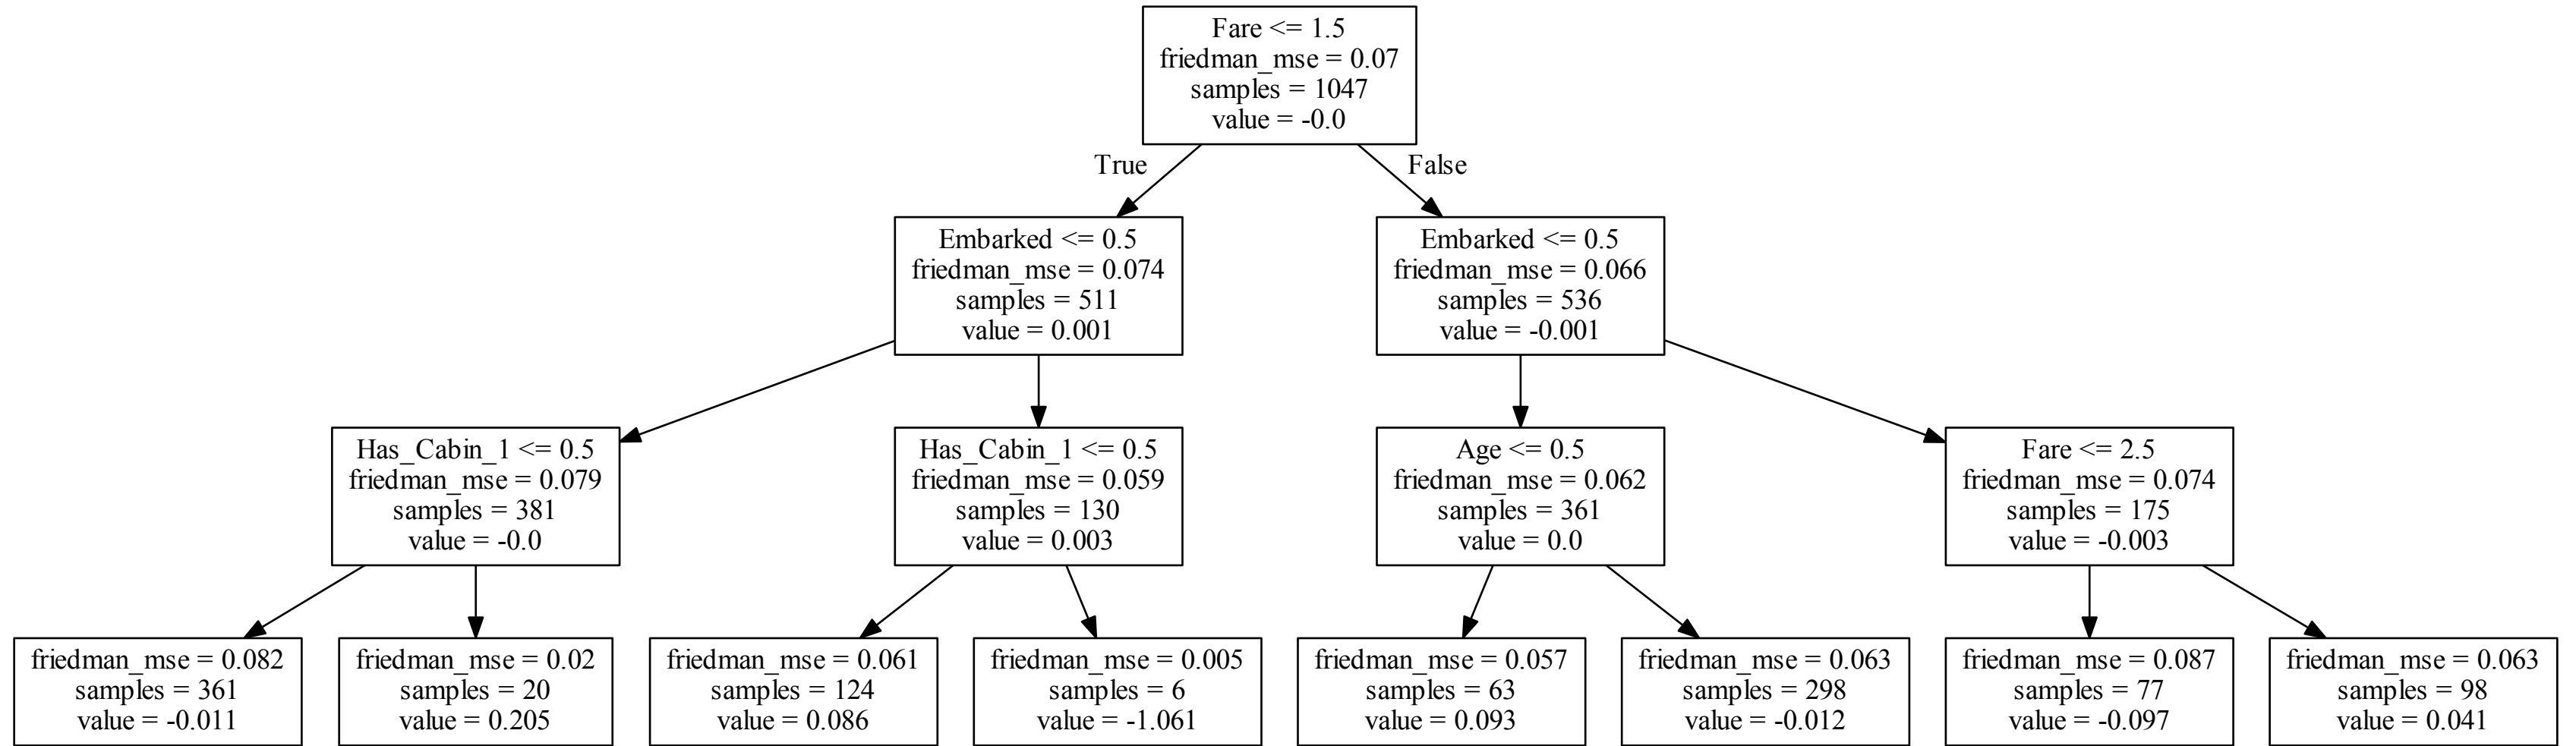 Fare <= 1.5
friedman_mse = 0.07
samples = 1047
value = -0.0
True
False
Embarked <= 0.5
friedman_mse = 0.074
samples = 511
value = 0.001
Embarked <= 0.5
friedman_mse = 0.066
samples = 536
value = -0.001
Has_Cabin_1 <= 0.5
friedman_mse = 0.079
samples = 381
value = -0.0
Has_Cabin_1 <= 0.5
friedman_mse = 0.059
samples = 130
value = 0.003
Age <= 0.5
friedman_mse = 0.062
samples = 361
value = 0.0
Fare <= 2.5
friedman_mse = 0.074
samples = 175
value = -0.003
friedman_mse = 0.082
samples = 361
value = -0.011
friedman_mse = 0.02
samples = 20
value = 0.205
friedman_mse = 0.061
samples = 124
value = 0.086
friedman_mse = 0.005
samples = 6
value = -1.061
friedman_mse = 0.057
samples = 63
value = 0.093
friedman_mse = 0.063
samples = 298
value = -0.012
friedman_mse = 0.087
samples = 77
value = -0.097
friedman_mse = 0.063
samples = 98
value = 0.041